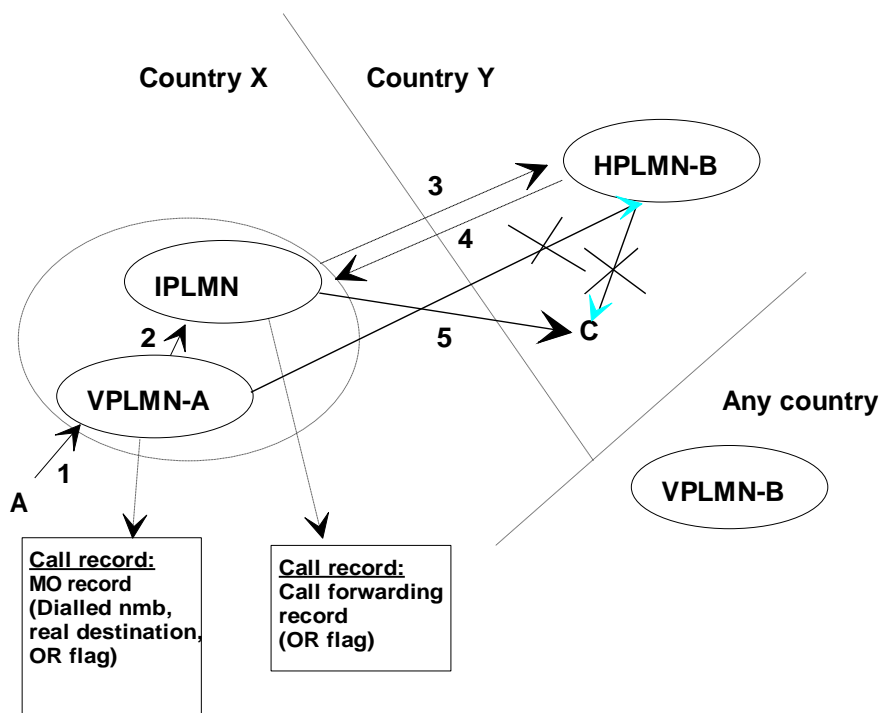 Country X
Country Y
HPLMN-B
3
4
IPLMN
C
2
5
VPLMN-A
Any country
1
A
VPLMN-B
Call record:
MO record
(Dialled nmb,
real destination,
OR flag)
Call record:
Call forwarding
record
(OR flag)